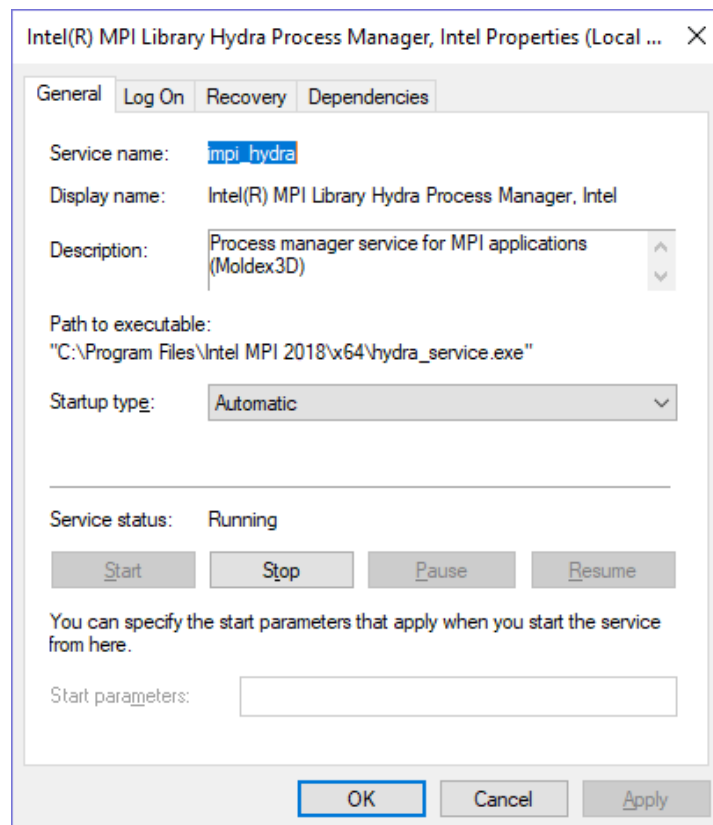 Intel(R) MPI Library Hydra Process Manager, Intel Properties (Local ...
General Log On Recovery Dependencies
Service name: impi_hydra
Display name: Intel(R) MPI Library Hydra Process Manager, Intel
Description: Process manager service for MPI applications
(Moldex3D)
Path to executable:
"C:\Program Files\Intel MPI 2018\x64\hydra_service.exe"
Startup type: Automatic
Service status: Running
Start Stop Pause Resume
You can specify the start parameters that apply when you start the service
from here.
Start parameters:
OK Cancel Apply